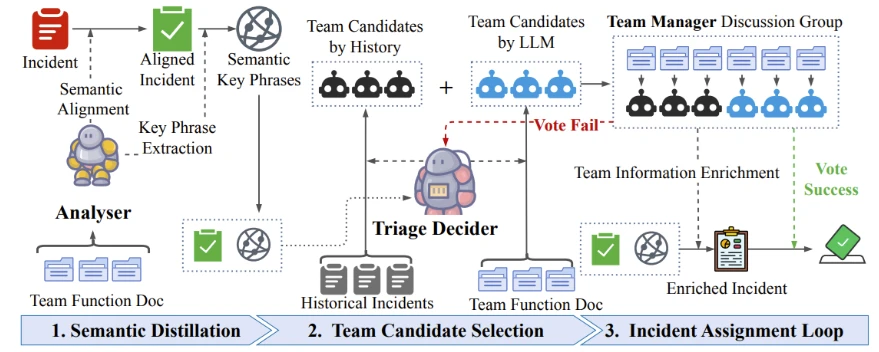 Incident
Aligned
Incident
Semantic
Key Phrases
Semantic
Alignment
Key Phrase
Extraction
Analyser
Team Function Doc
Team Candidates
by History
+
Team Candidates
by LLM
Vote Fail
Triage Decider
Historical Incidents
Team Function Doc
Team Manager Discussion Group
Team Information Enrichment
Vote
Success
Enriched Incident
1. Semantic Distillation
2. Team Candidate Selection
3. Incident Assignment Loop